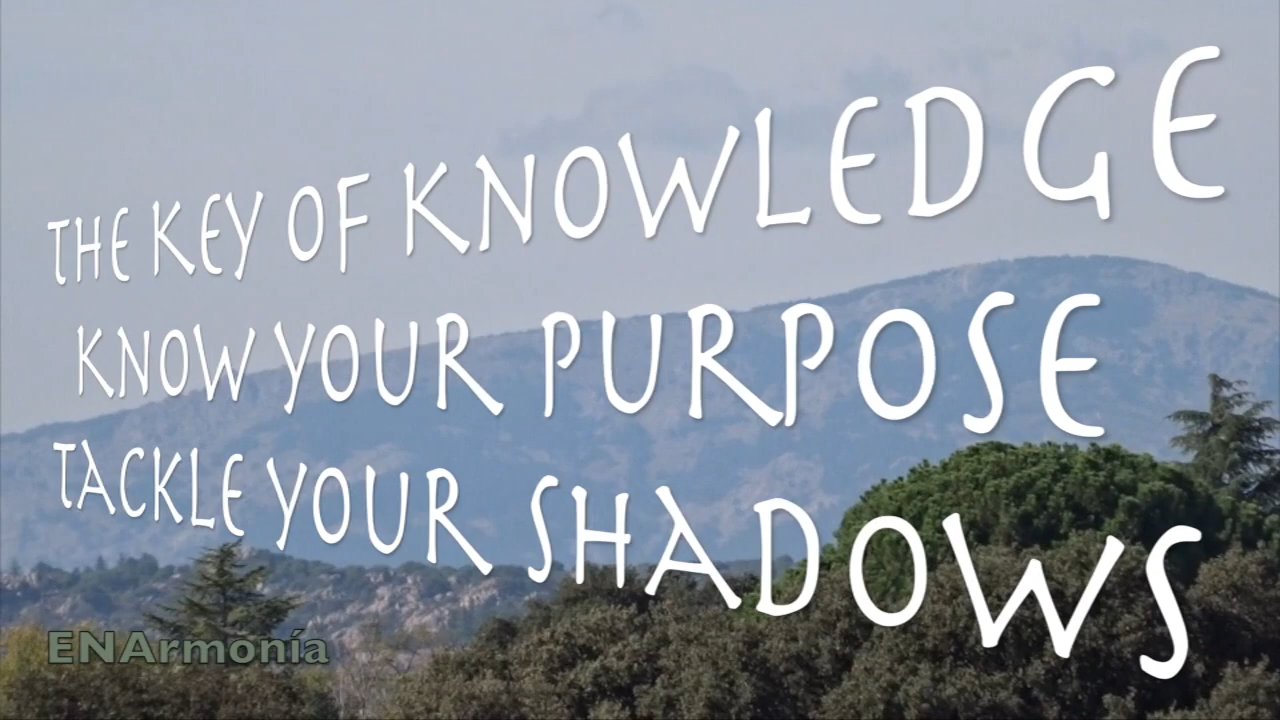 THE KEY OF KNOWLEDGE
KNOW YOUR PURPOSE
TACKLE YOUR SHADOWS
ENArmonía